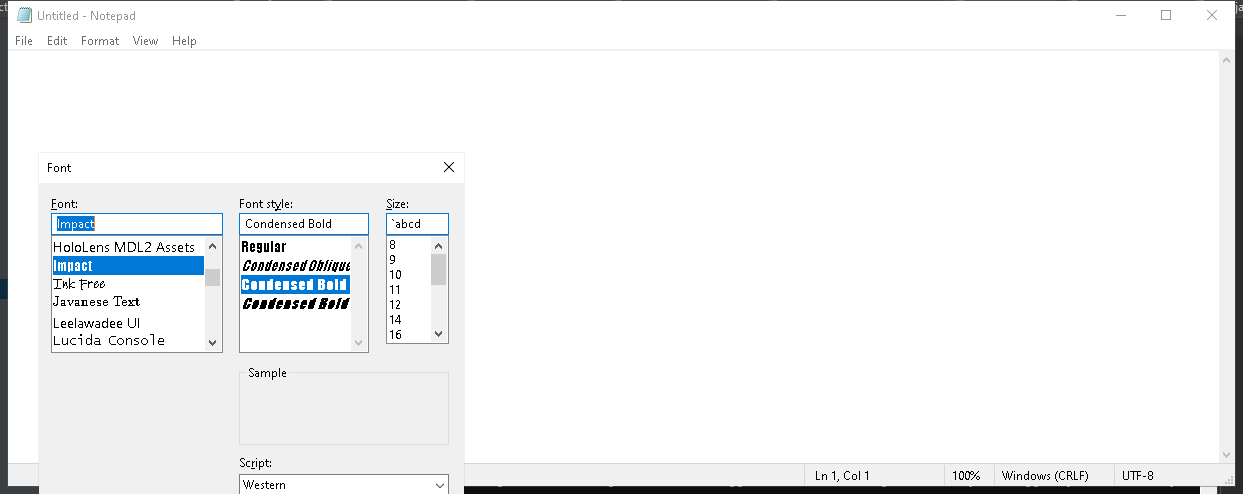 Untitled - Notepad
File Edit Format View Help
Font
Font: Font style: Size:
Impact Condensed Bold `abcd
HoloLens MDL2 Assets
Impact
Ink Free
Javanese Text
Leelawadee UI
Lucida Console
Regular
Condensed Oblique
Condensed Bold
Condensed Bold
8
9
10
11
12
14
16
Sample
Script:
Western
Ln 1, Col 1 100% Windows (CRLF) UTF-8